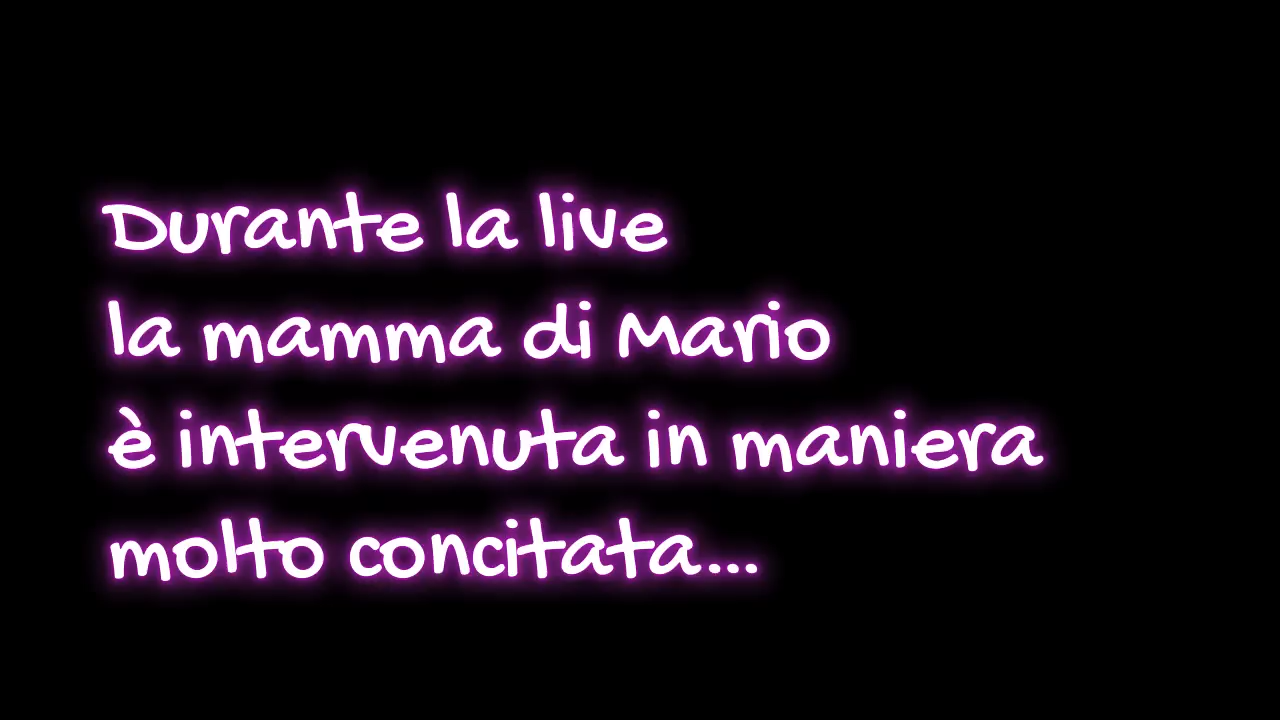 Durante la live
la mamma di Mario
è intervenuta in maniera
molto concitata...